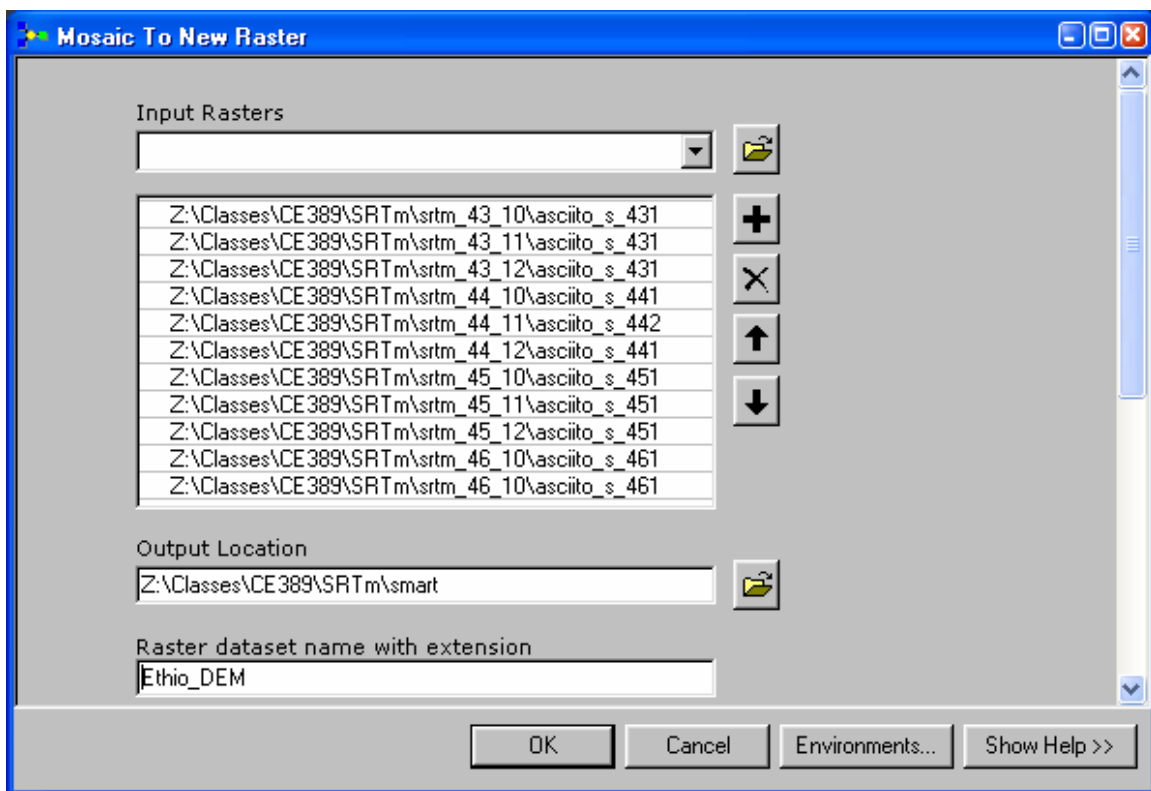 Mosaic To New Raster
Input Rasters
Z:\Classes\CE389\SRTm\srtm_43_10\asciito_s_431
Z:\Classes\CE389\SRTm\srtm_43_11\asciito_s_431
Z:\Classes\CE389\SRTm\srtm_43_12\asciito_s_431
Z:\Classes\CE389\SRTm\srtm_44_10\asciito_s_441
Z:\Classes\CE389\SRTm\srtm_44_11\asciito_s_442
Z:\Classes\CE389\SRTm\srtm_44_12\asciito_s_441
Z:\Classes\CE389\SRTm\srtm_45_10\asciito_s_451
Z:\Classes\CE389\SRTm\srtm_45_11\asciito_s_451
Z:\Classes\CE389\SRTm\srtm_45_12\asciito_s_451
Z:\Classes\CE389\SRTm\srtm_46_10\asciito_s_461
Z:\Classes\CE389\SRTm\srtm_46_10\asciito_s_461
Output Location
Z:\Classes\CE389\SRTm\smart
Raster dataset name with extension
Ethio_DEM
OK Cancel Environments... Show Help >>